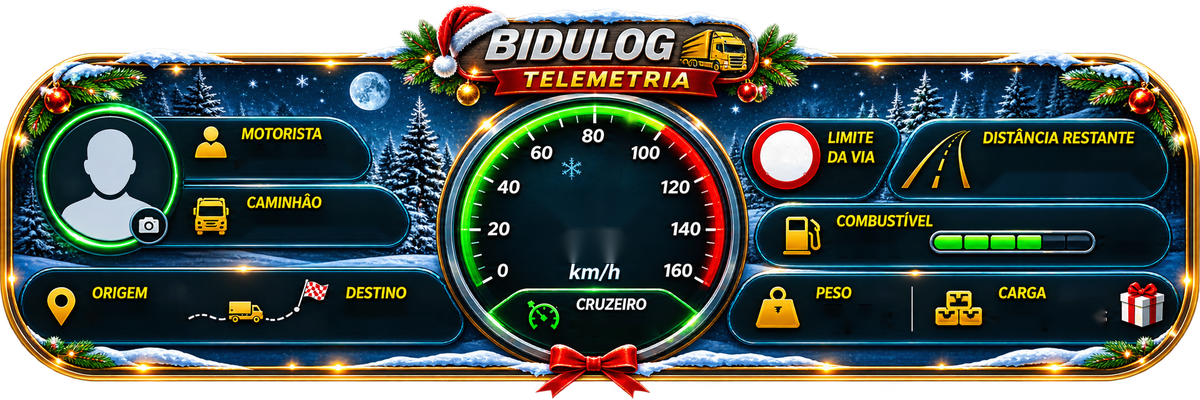 BIDULOG
TELEMETRIA
MOTORISTA
CAMINHÂO
ORIGEM
DESTINO
0
20
40
60
80
100
120
140
160
km/h
CRUZEIRO
LIMITE
DA VIA
DISTÂNCIA RESTANTE
COMBUSTÍVEL
PESO
CARGA